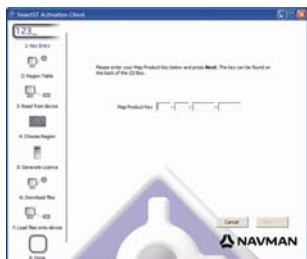 SmartST Activation Client
123_
1: Key Entry
2: Region Table
3: Read from device
4: Choose Region
5: Generate Licence
6: Download files
7: Load files onto device
8: Done
Please enter your Map Product Key below and press Next. The key can be found on
the back of the CD Box.
Map Product Key
- - -
Cancel
NAVMAN